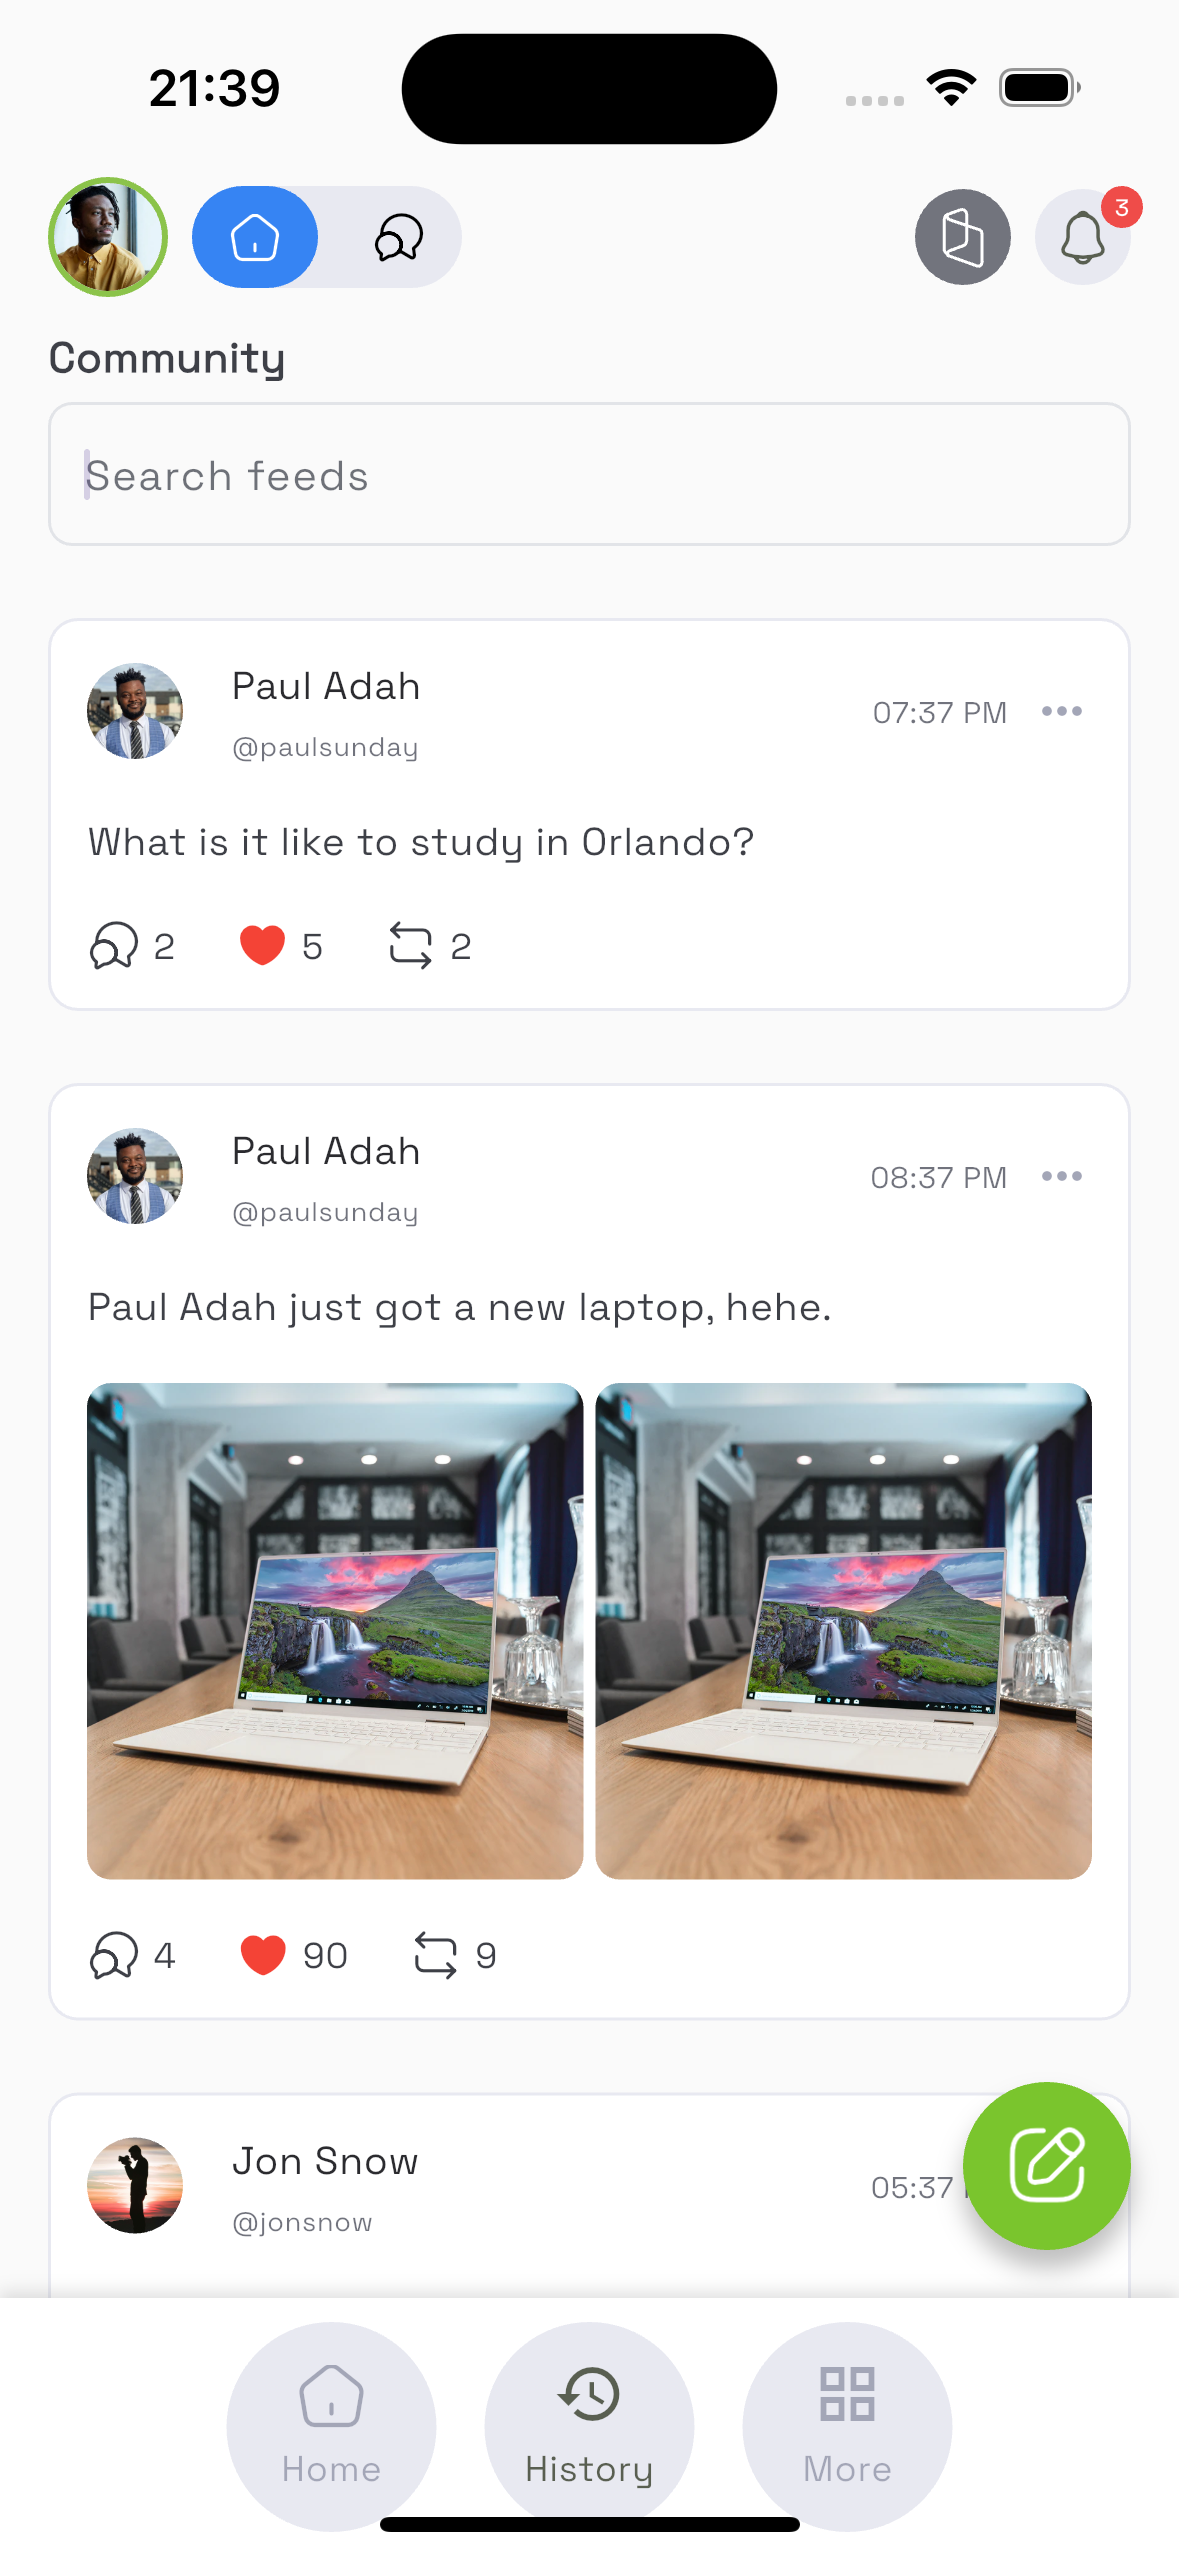 21:39
3
Community
Search feeds
Paul Adah
@paulsunday
07:37 PM
What is it like to study in Orlando?
2 5 2
Paul Adah
@paulsunday
08:37 PM
Paul Adah just got a new laptop, hehe.
4 90 9
Jon Snow
@jonsnow
05:37
Home History More